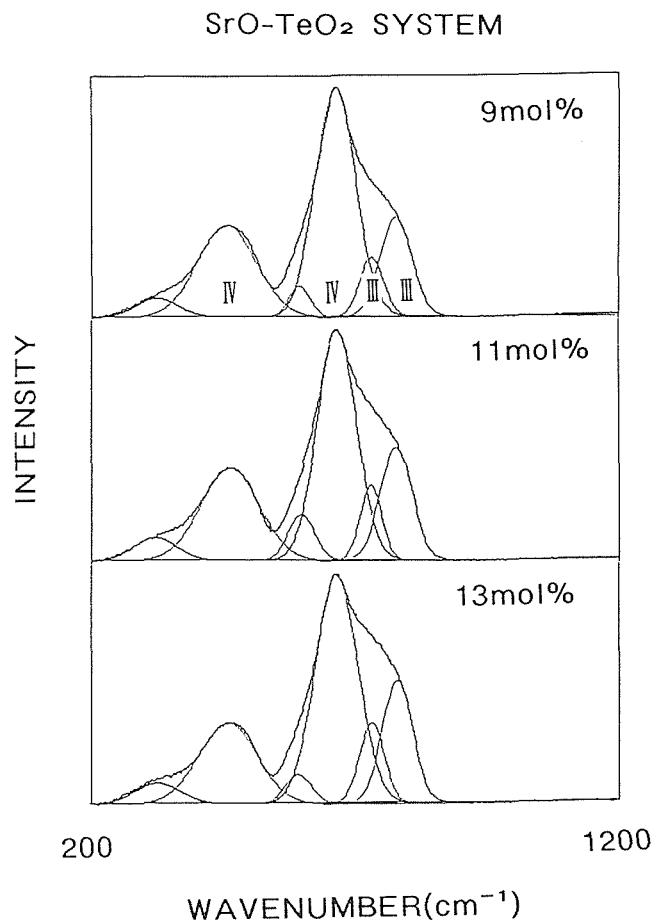 SrO-TeO₂ SYSTEM
9mol%
Ⅳ Ⅳ Ⅲ Ⅲ
11mol%
INTENSITY
13mol%
200 1200
WAVENUMBER(cm⁻¹)